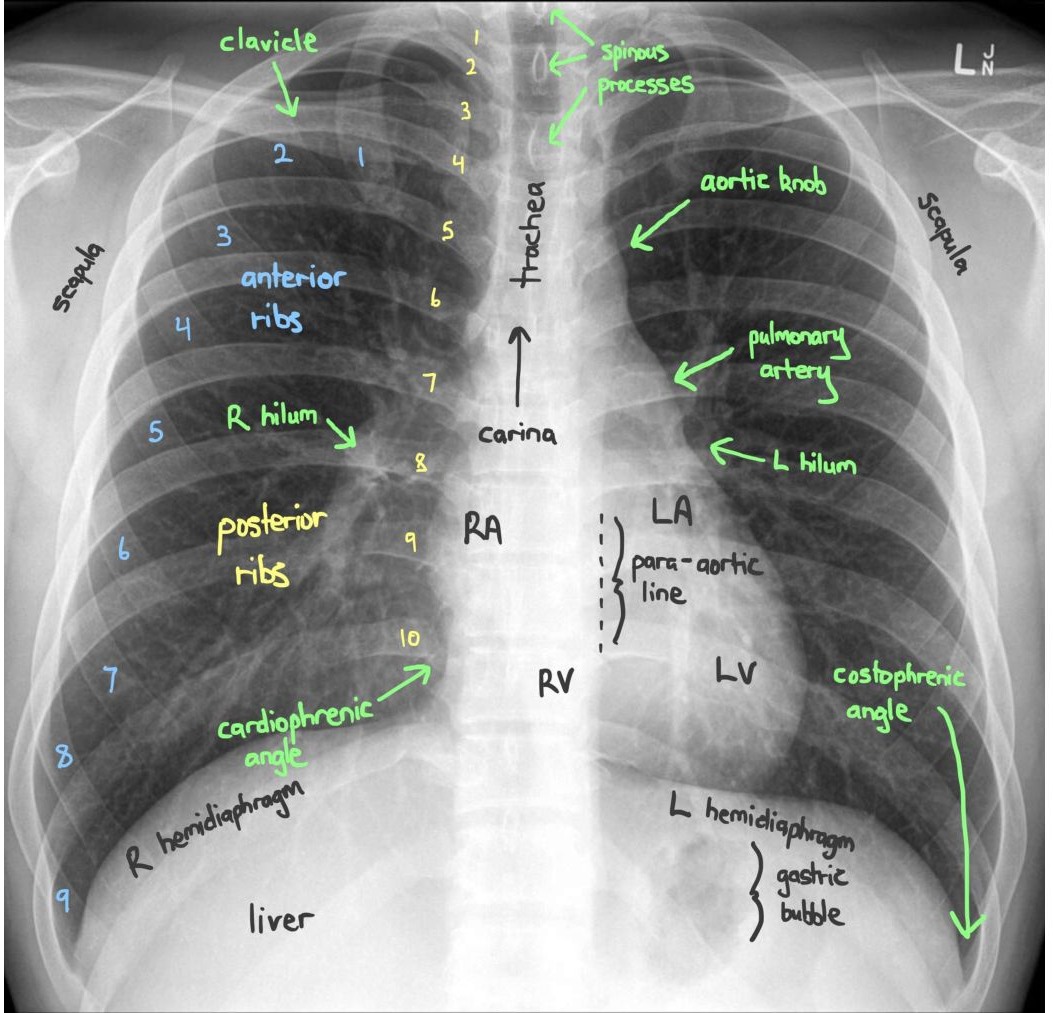 clavicle
spinous
processes
L J
N
1
2
3
4
5
6
7
8
9
10
2 1
3
4
5
6
7
8
9
aortic knob
trachea
scapula
scapula
anterior
ribs
pulmonary
artery
R hilum
carina
L hilum
posterior
ribs
RA
LA
para-aortic
line
RV
LV
costophrenic
angle
cardiophrenic
angle
R hemidiaphragm
L hemidiaphragm
gastric
bubble
liver